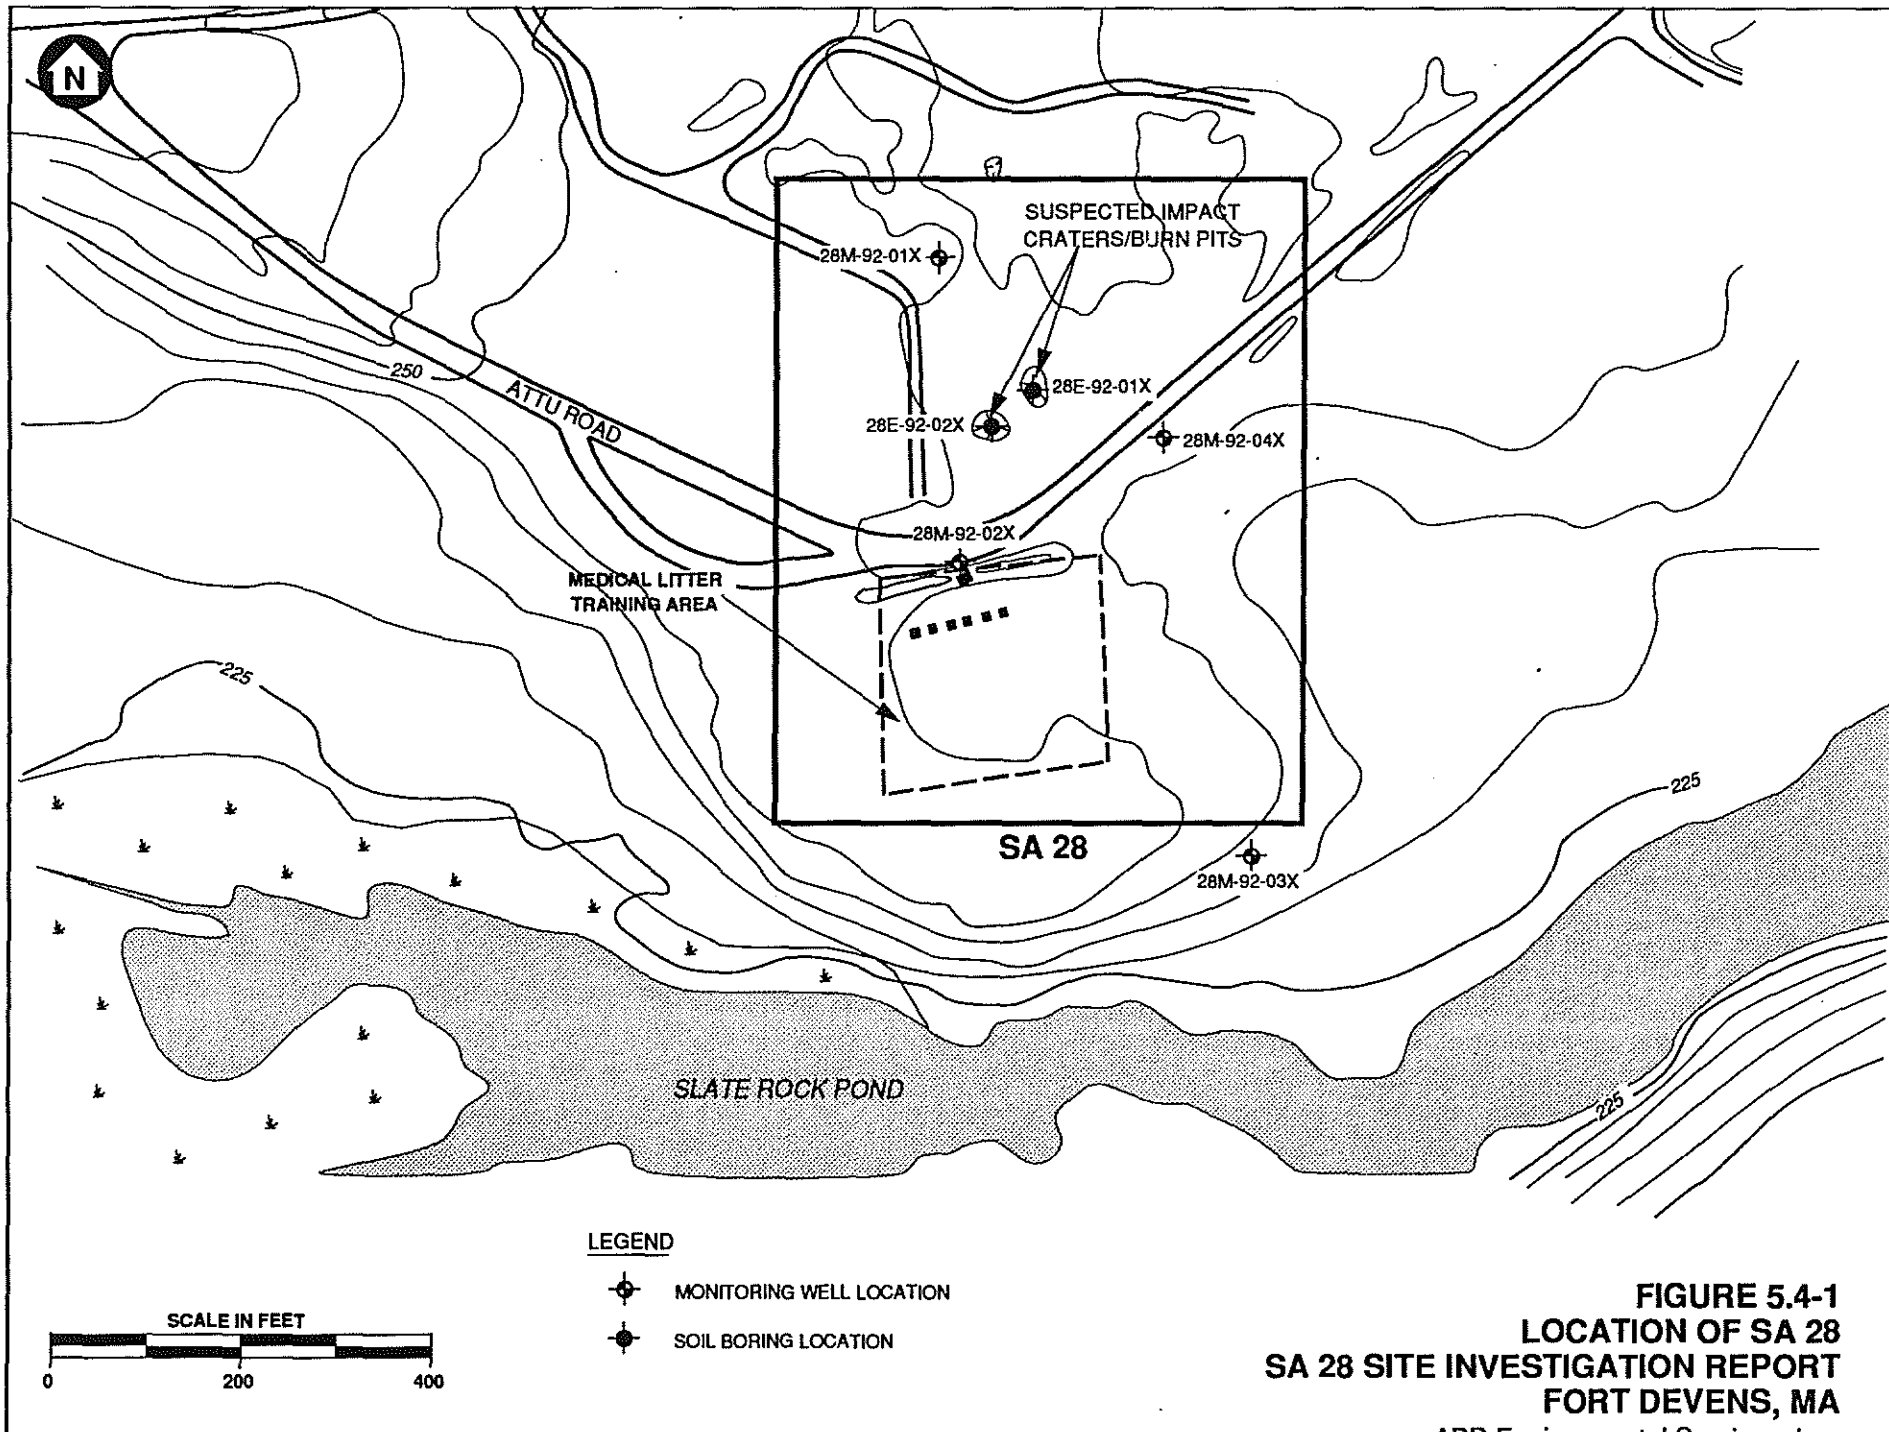 N
SUSPECTED IMPACT
CRATERS/BURN PITS
28M-92-01X
250
ATTU ROAD
28E-92-01X
28E-92-02X
28M-92-04X
28M-92-02X
MEDICAL LITTER
TRAINING AREA
225
225
SA 28
28M-92-03X
SLATE ROCK POND
225
LEGEND
MONITORING WELL LOCATION
SOIL BORING LOCATION
SCALE IN FEET
0 200 400
FIGURE 5.4-1
LOCATION OF SA 28
SA 28 SITE INVESTIGATION REPORT
FORT DEVENS, MA